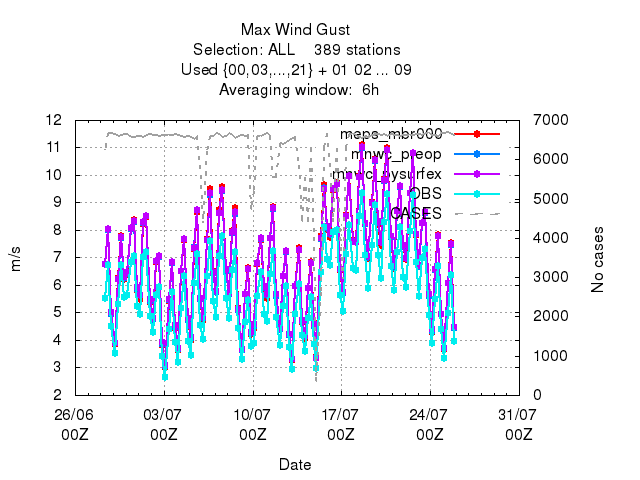 Max Wind Gust
Selection: ALL    389 stations
Used {00,03,...,21} + 01 02 ... 09
Averaging window:  6h
12
11
10
9
8
7
6
5
4
3
2
m/s
7000
6000
5000
4000
3000
2000
1000
0
No cases
meps_mbr000
mnwc_preop
mnwc_nysurfex
OBS
CASES
26/06 03/07 10/07 17/07 24/07 31/07
00Z 00Z 00Z 00Z 00Z 00Z
Date